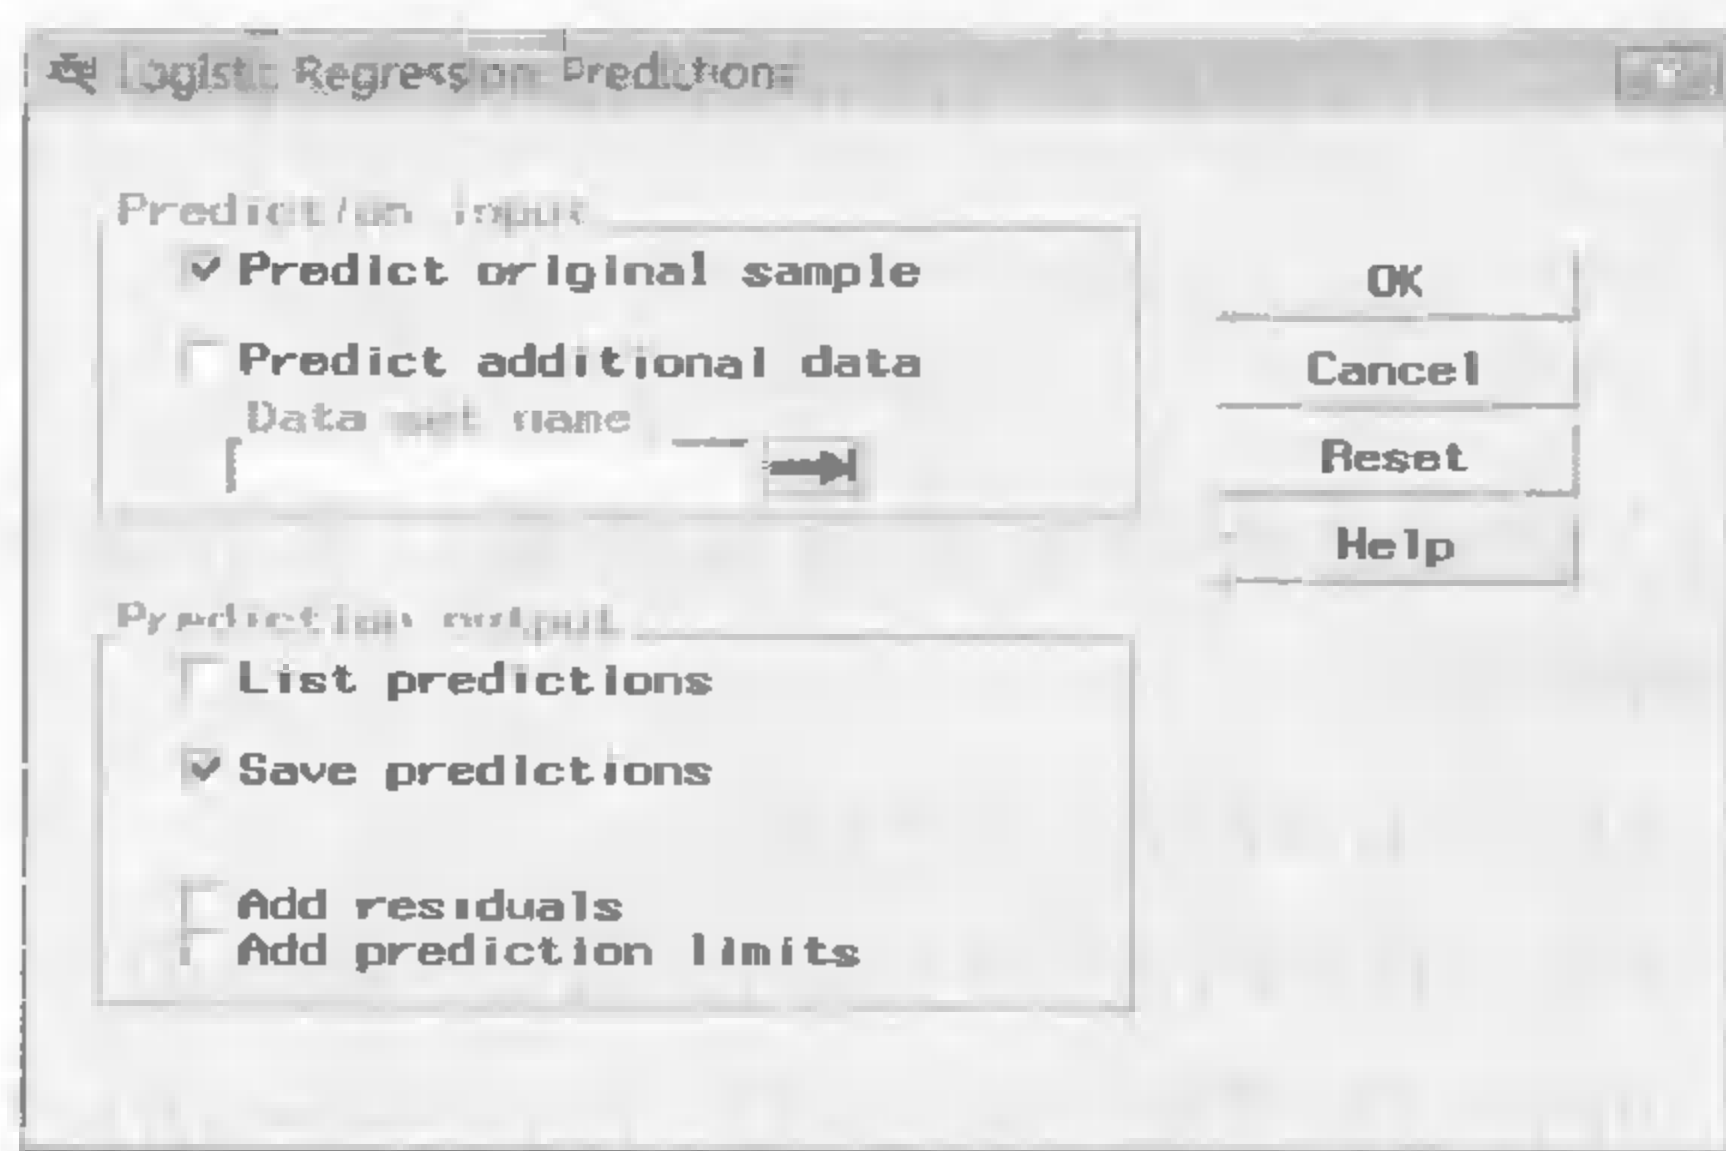 Logistic Regression: Predictions
Prediction input
Predict original sample
Predict additional data
Data set name
OK
Cancel
Reset
Help
Prediction output
List predictions
Save predictions
Add residuals
Add prediction limits